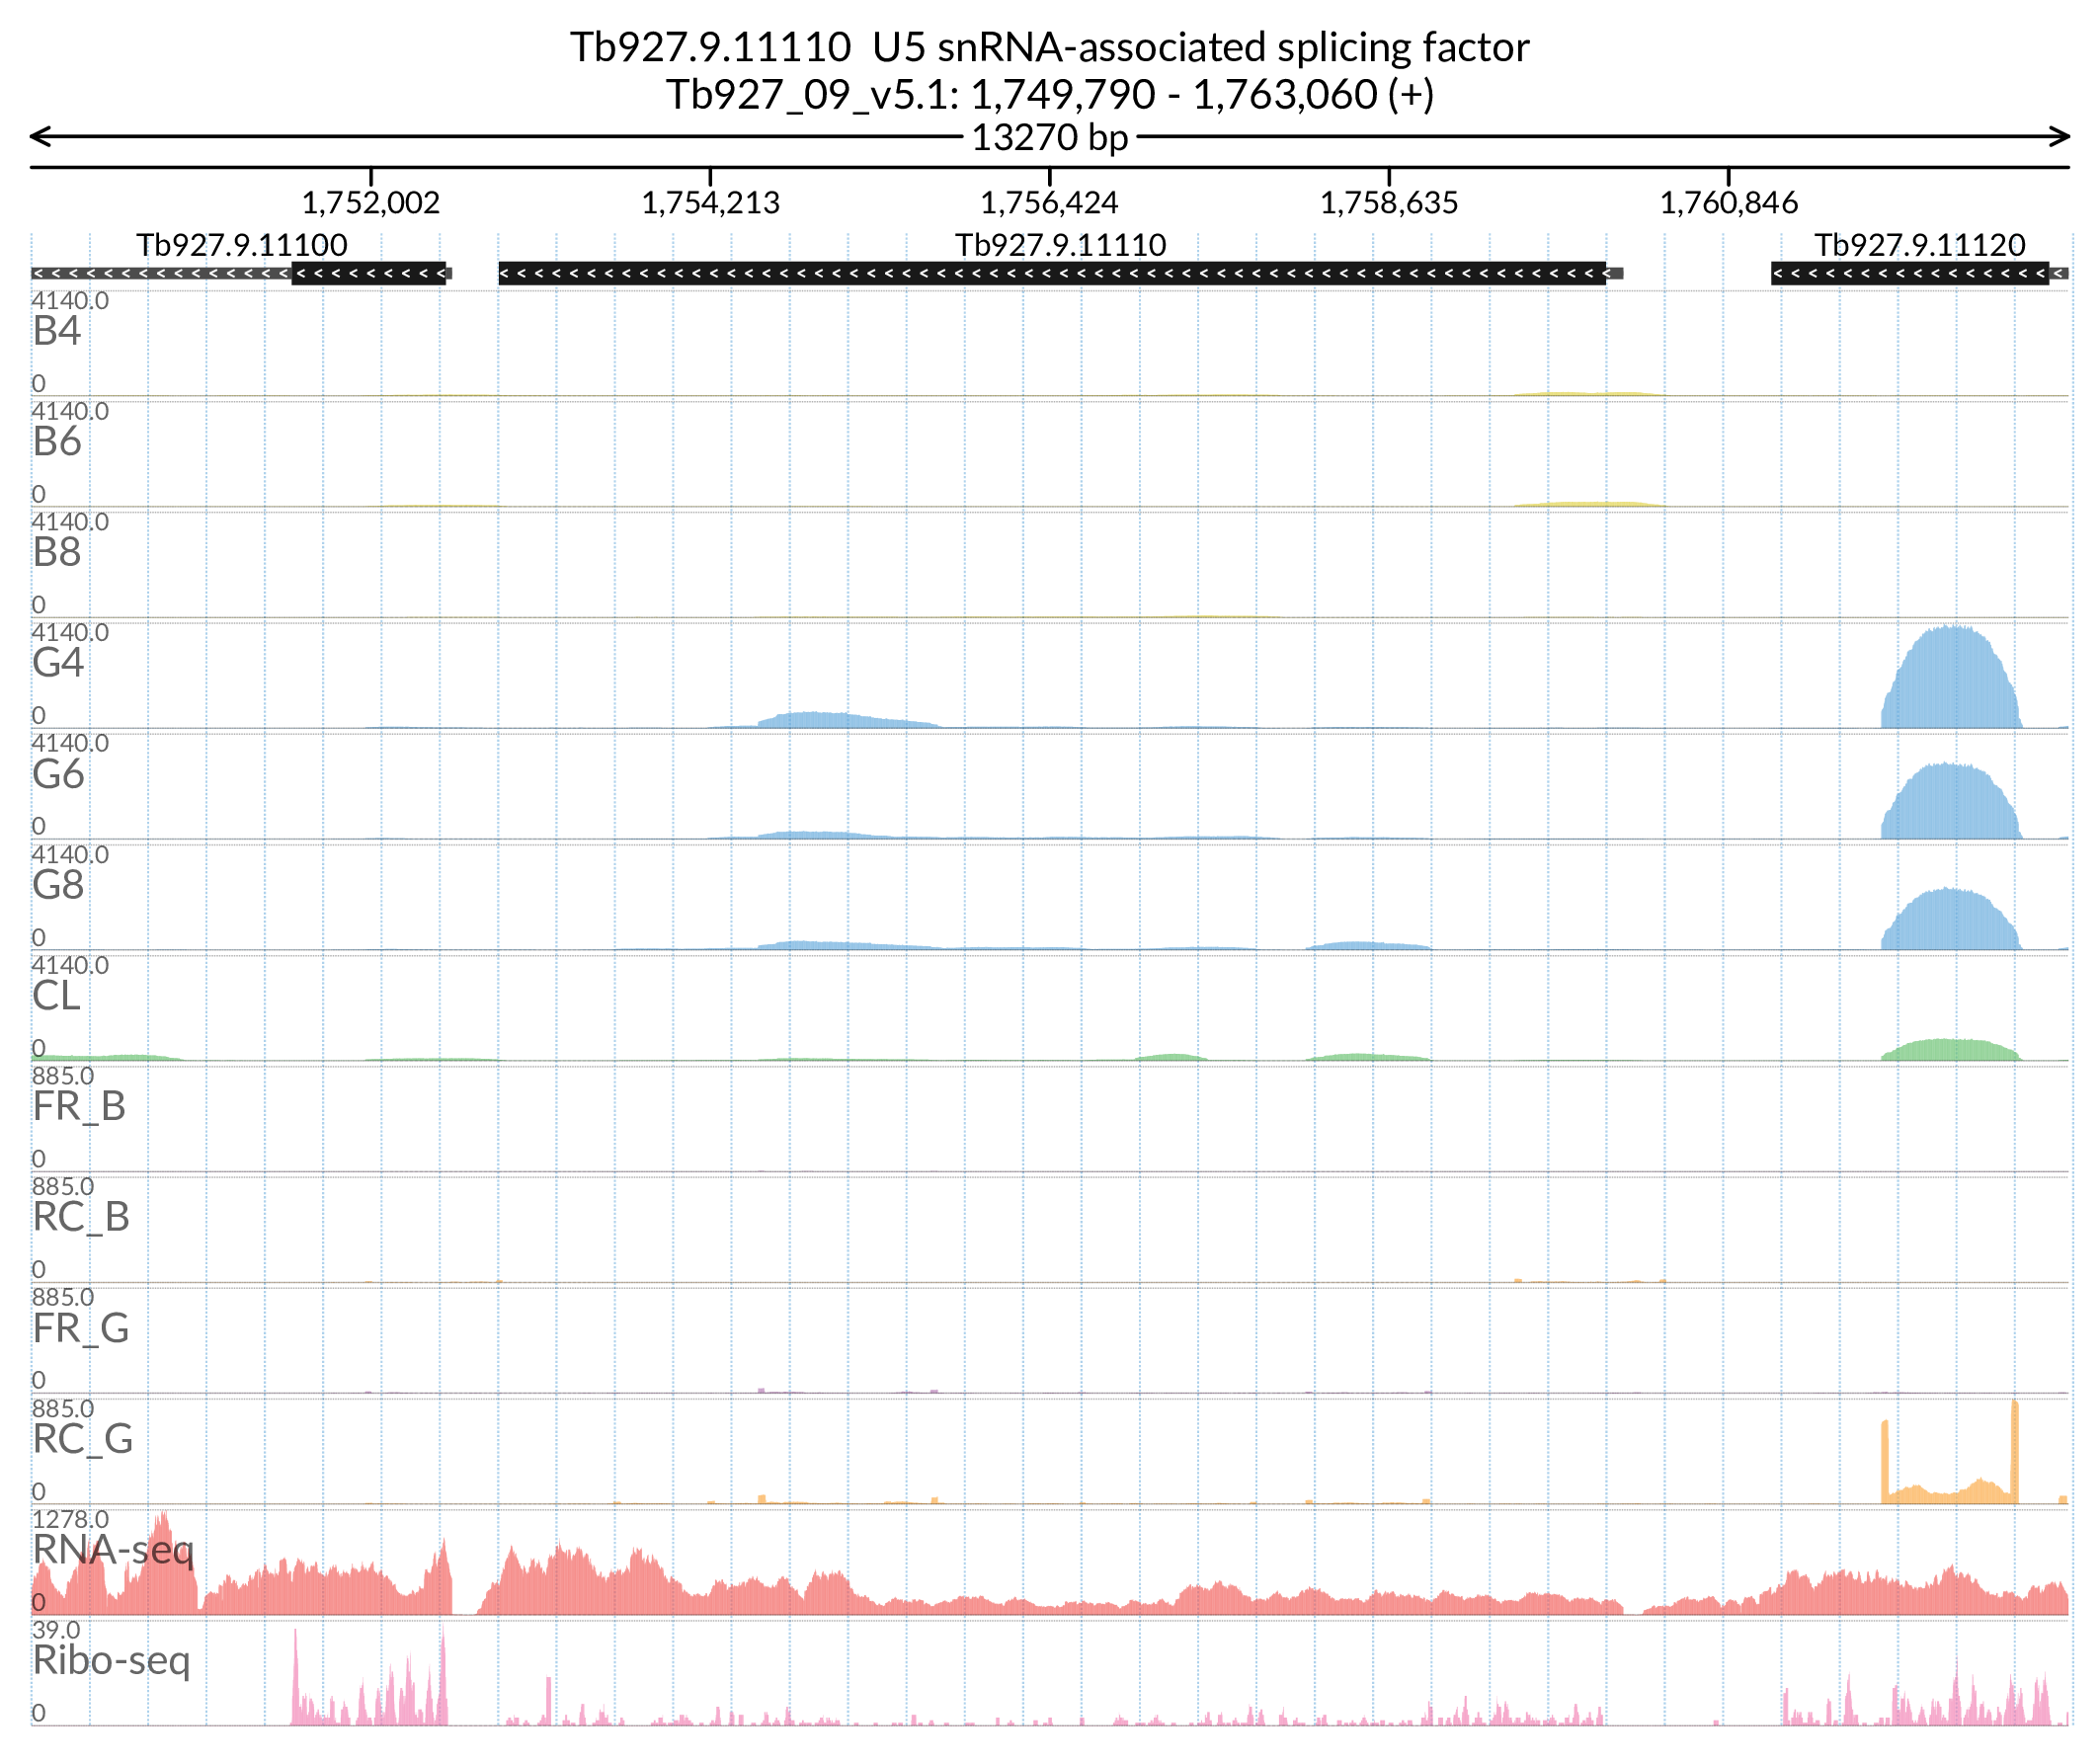 Tb927.9.11110 U5 snRNA-associated splicing factor
Tb927_09_v5.1: 1,749,790 - 1,763,060 (+)
13270 bp
1,752,002 1,754,213 1,756,424 1,758,635 1,760,846
Tb927.9.11100 Tb927.9.11110 Tb927.9.11120
4140.0
B4
0
4140.0
B6
0
4140.0
B8
0
4140.0
G4
0
4140.0
G6
0
4140.0
G8
0
4140.0
CL
0
885.0
FR_B
0
885.0
RC_B
0
885.0
FR_G
0
885.0
RC_G
0
1278.0
RNA-seq
0
39.0
Ribo-seq
0